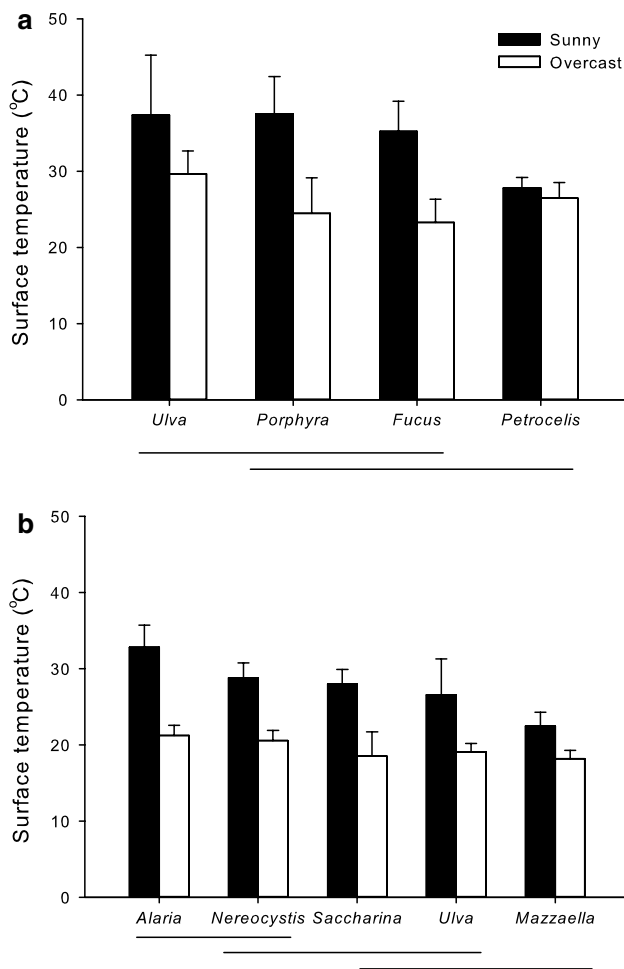 a
50
40
30
20
10
0
Surface temperature (°C)
Sunny
Overcast
Ulva Porphyra Fucus Petrocelis
b
50
40
30
20
10
0
Surface temperature (°C)
Alaria Nereocystis Saccharina Ulva Mazzaella